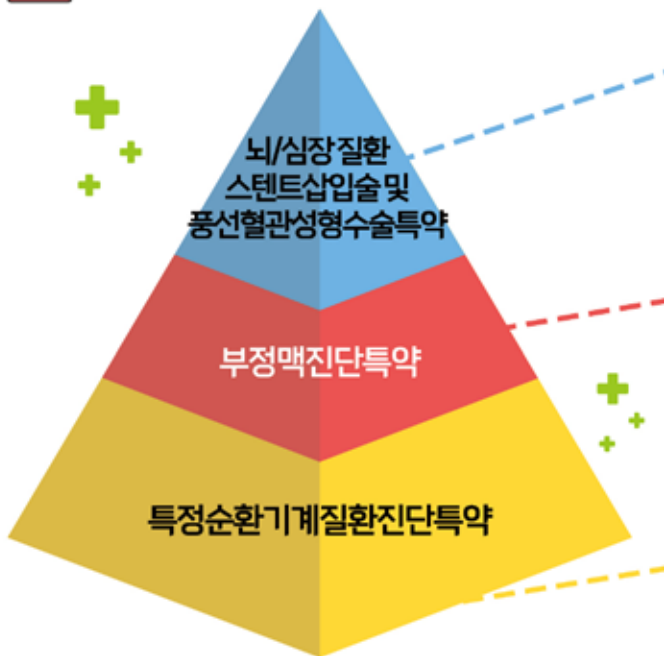 뇌/심장 질환
스텐트삽입술 및
풍선혈관성형수술특약
부정맥진단특약
특정순환기계질환진단특약